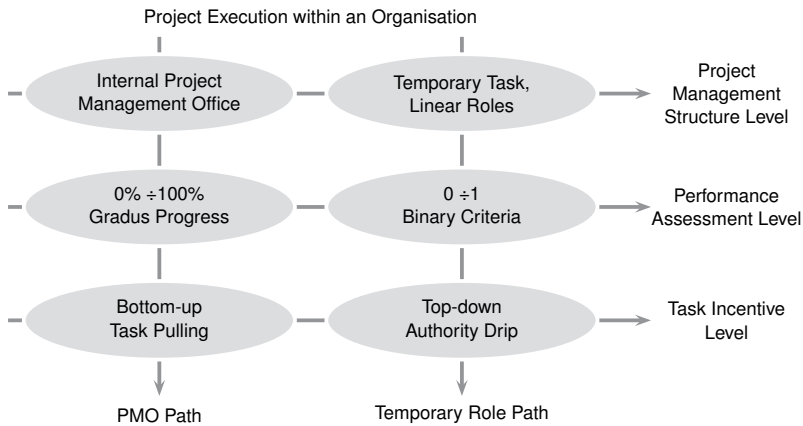 Project Execution within an Organisation
Internal Project
Management Office
Temporary Task,
Linear Roles
Project
Management
Structure Level
0% ÷100%
Gradus Progress
0 ÷1
Binary Criteria
Performance
Assessment Level
Bottom-up
Task Pulling
Top-down
Authority Drip
Task Incentive
Level
PMO Path
Temporary Role Path